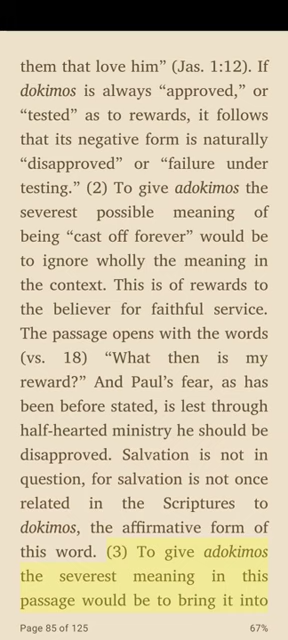 them that love him” (Jas. 1:12). If
dokimos is always “approved,” or
“tested” as to rewards, it follows
that its negative form is naturally
“disapproved” or “failure under
testing.” (2) To give adokimos the
severest possible meaning of
being “cast off forever” would be
to ignore wholly the meaning in
the context. This is of rewards to
the believer for faithful service.
The passage opens with the words
(vs. 18) “What then is my
reward?” And Paul’s fear, as has
been before stated, is lest through
half-hearted ministry he should be
disapproved. Salvation is not in
question, for salvation is not once
related in the Scriptures to
dokimos, the affirmative form of
this word. (3) To give adokimos
the severest meaning in this
passage would be to bring it into
Page 85 of 125 67%